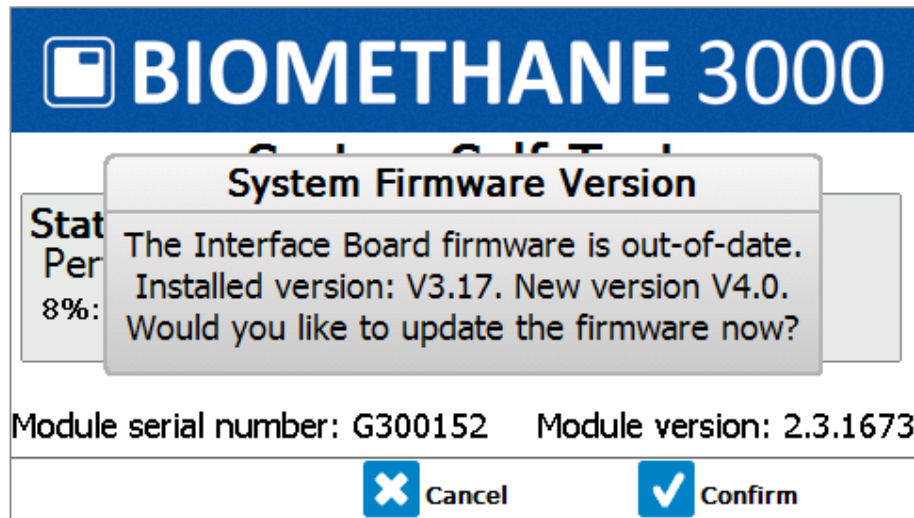 BIOMETHANE 3000
System Firmware Version
Stat
The Interface Board firmware is out-of-date.
Per
Installed version: V3.17. New version V4.0.
8%:
Would you like to update the firmware now?
Module serial number: G300152 Module version: 2.3.1673
Cancel Confirm